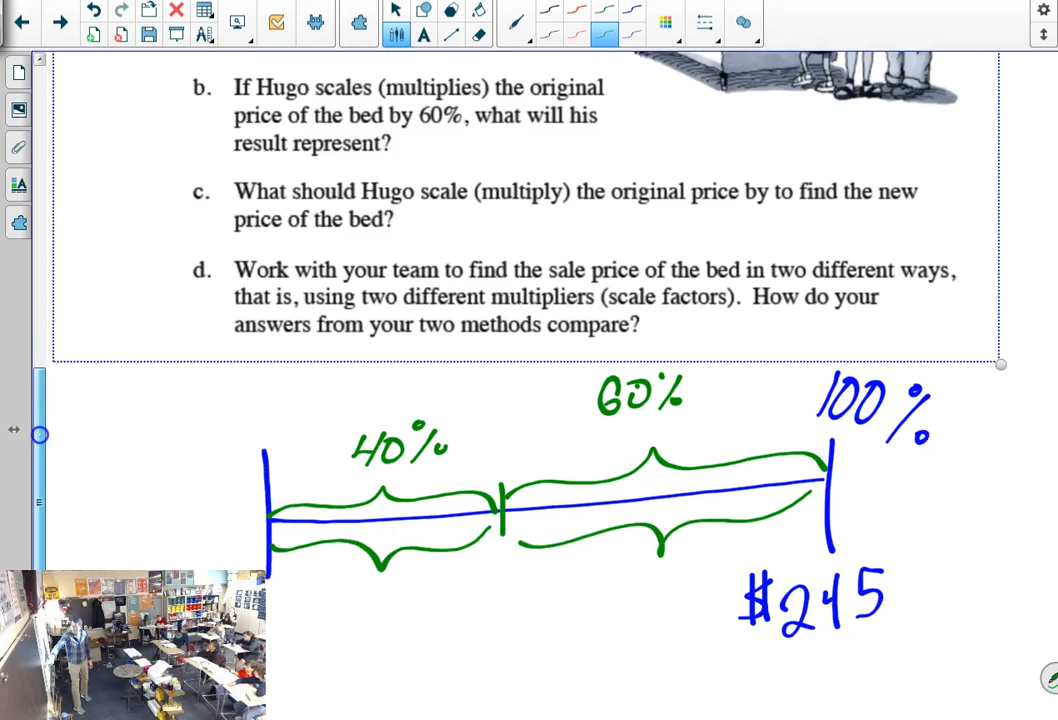 b. If Hugo scales (multiplies) the original
price of the bed by 60%, what will his
result represent?
c. What should Hugo scale (multiply) the original price by to find the new
price of the bed?
d. Work with your team to find the sale price of the bed in two different ways,
that is, using two different multipliers (scale factors). How do your
answers from your two methods compare?
60%
100%
40%
$245